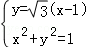 y=√3(x-1)
x²+y²=1